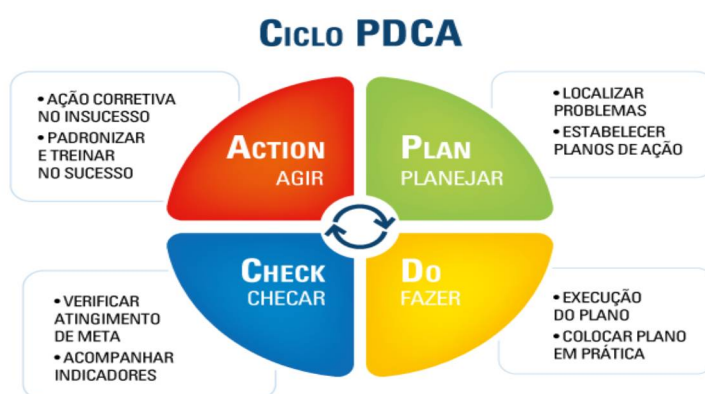 CICLO PDCA
• AÇÃO CORRETIVA
NO INSUCESSO
• PADRONIZAR
E TREINAR
NO SUCESSO
ACTION
AGIR
PLAN
PLANEJAR
• LOCALIZAR
PROBLEMAS
• ESTABELECER
PLANOS DE AÇÃO
• VERIFICAR
ATINGIMENTO
DE META
• ACOMPANHAR
INDICADORES
CHECK
CHECAR
DO
FAZER
• EXECUÇÃO
DO PLANO
• COLOCAR PLANO
EM PRÁTICA